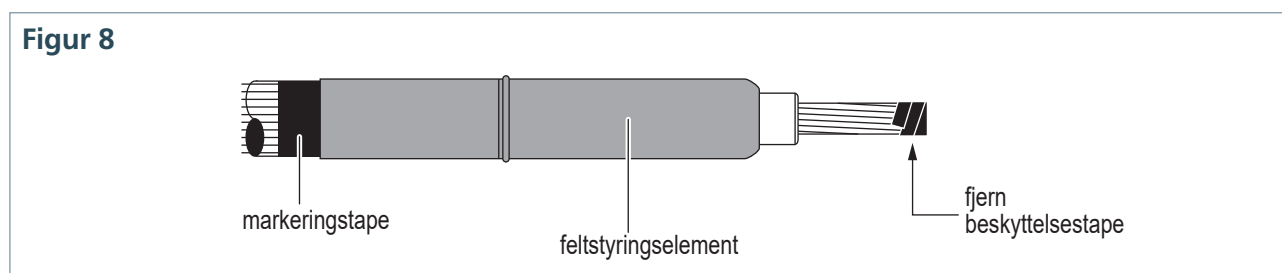 Figur 8
markeringstape
feltstyringselement
fjern
beskyttelsestape